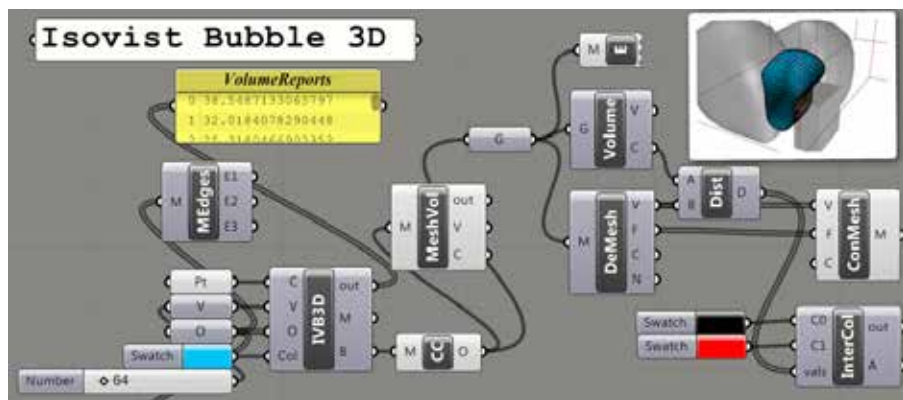 Isovist Bubble 3D
VolumeReports
0 38.5487133065797
1 32.0184078290448
M E
G
G Volume V C
M MEdges E1 E2 E3
M MeshVol out V C
A B Dist D
M DeMesh V F C N
V F C ConMesh M
Pt
V
O
C V O Col IVB3D out M B
Swatch
M CC O
Number 64
Swatch
Swatch
C0 C1 vals InterCol out A